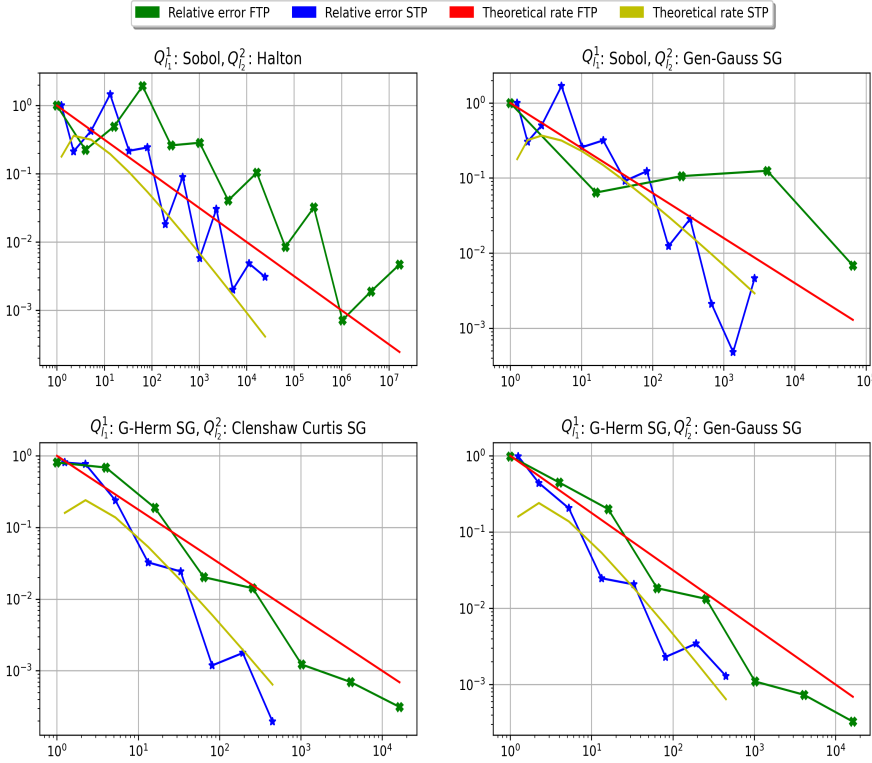 Relative error FTP Relative error STP Theoretical rate FTP Theoretical rate STP
Q^1_{l_1}: Sobol, Q^2_{l_2}: Halton
10^0
10^{-1}
10^{-2}
10^{-3}
10^0 10^1 10^2 10^3 10^4 10^5 10^6 10^7
Q^1_{l_1}: Sobol, Q^2_{l_2}: Gen-Gauss SG
10^0
10^{-1}
10^{-2}
10^{-3}
10^0 10^1 10^2 10^3 10^4
Q^1_{l_1}: G-Herm SG, Q^2_{l_2}: Clenshaw Curtis SG
10^0
10^{-1}
10^{-2}
10^{-3}
10^0 10^1 10^2 10^3 10^4
Q^1_{l_1}: G-Herm SG, Q^2_{l_2}: Gen-Gauss SG
10^0
10^{-1}
10^{-2}
10^{-3}
10^0 10^1 10^2 10^3 10^4